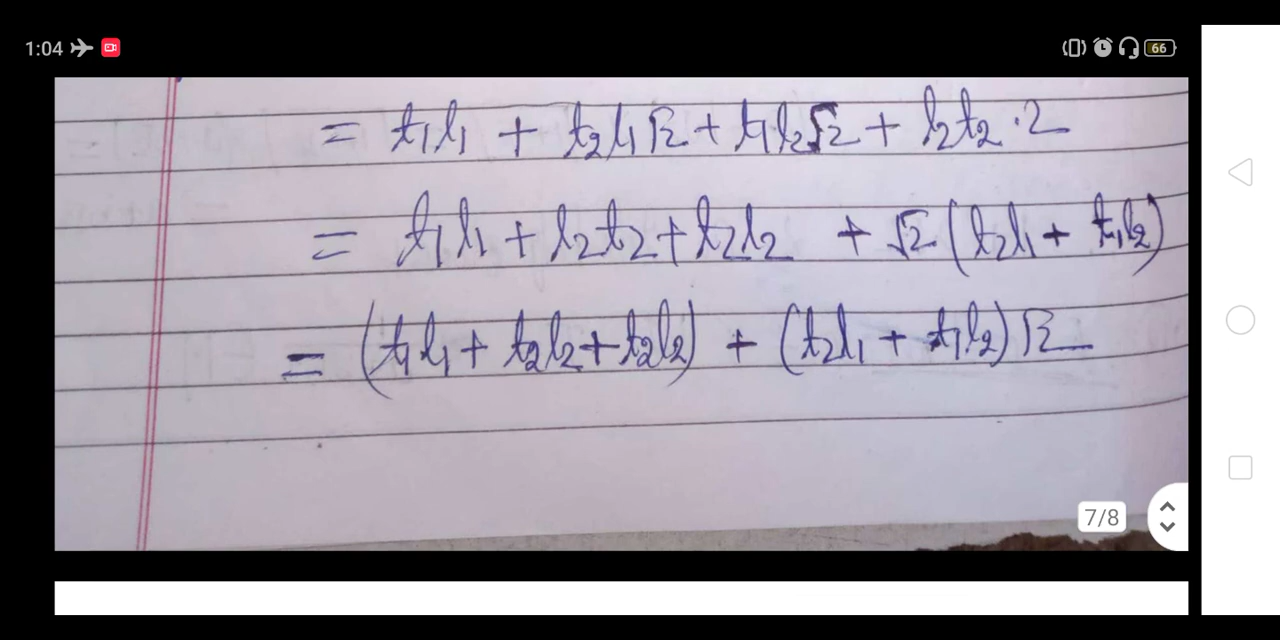 1:04 66
= t₁l₁ + t₂l₁√2 + t₁l₂√2 + l₂t₂ . 2
= t₁l₁ + l₂t₂ + t₂l₂ + √2 (t₂l₁ + t₁l₂)
= (t₁l₁ + t₂l₂ + t₂l₂) + (t₂l₁ + t₁l₂) √2
7/8